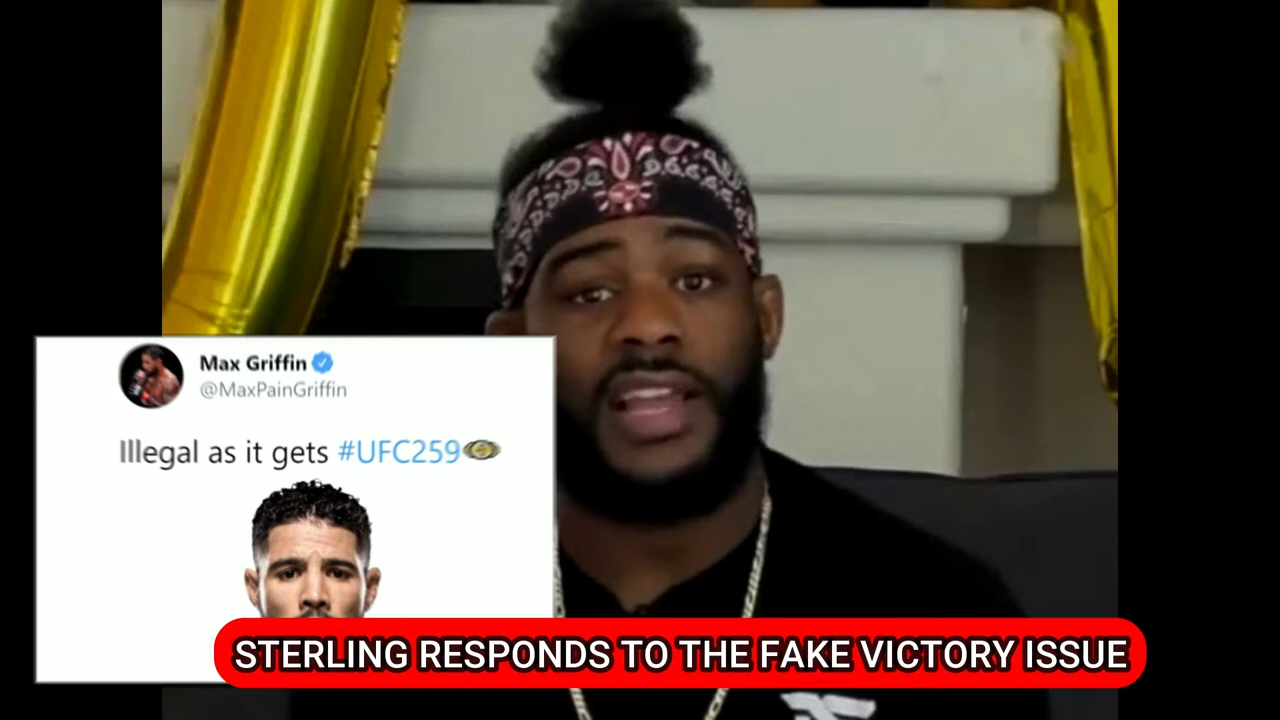 Max Griffin
@MaxPainGriffin
Illegal as it gets #UFC259
STERLING RESPONDS TO THE FAKE VICTORY ISSUE